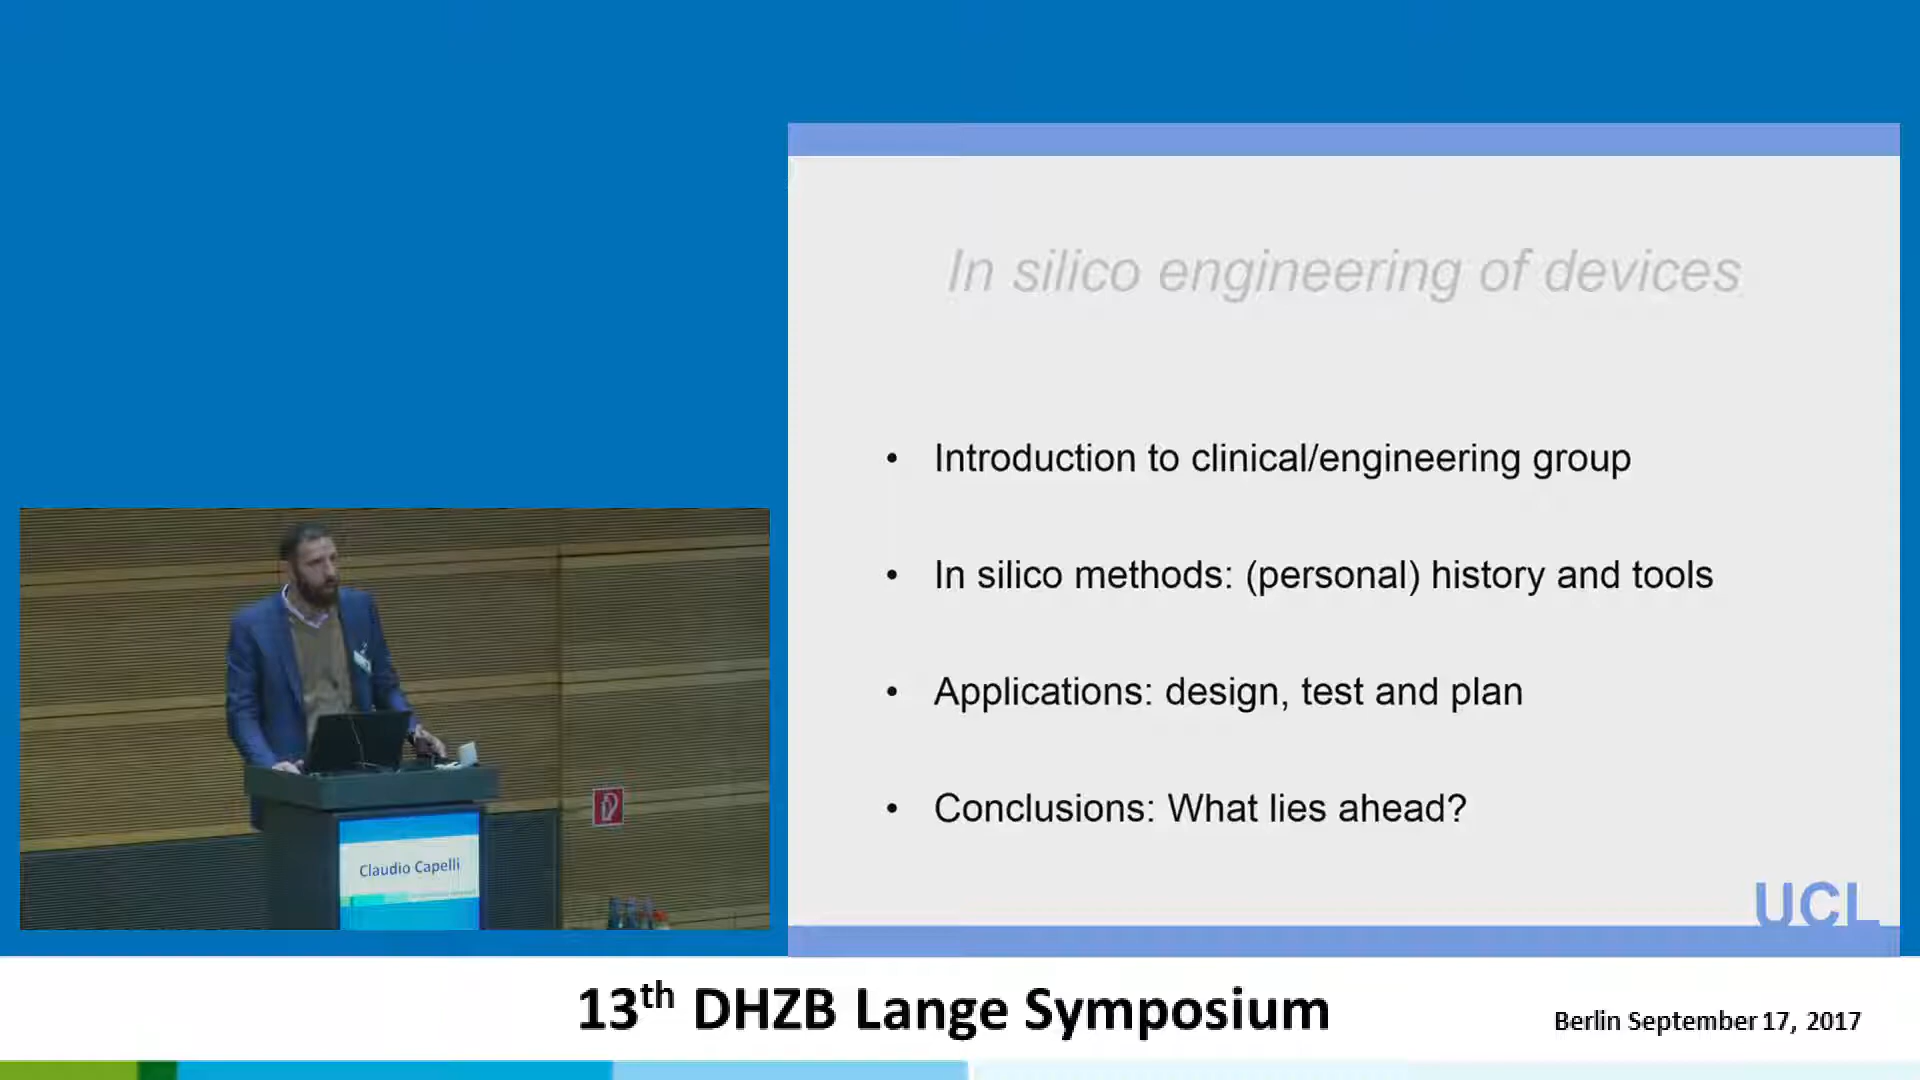 In silico engineering of devices
• Introduction to clinical/engineering group
• In silico methods: (personal) history and tools
• Applications: design, test and plan
• Conclusions: What lies ahead?
UCL
Claudio Capelli
13th DHZB Lange Symposium
Berlin September 17, 2017